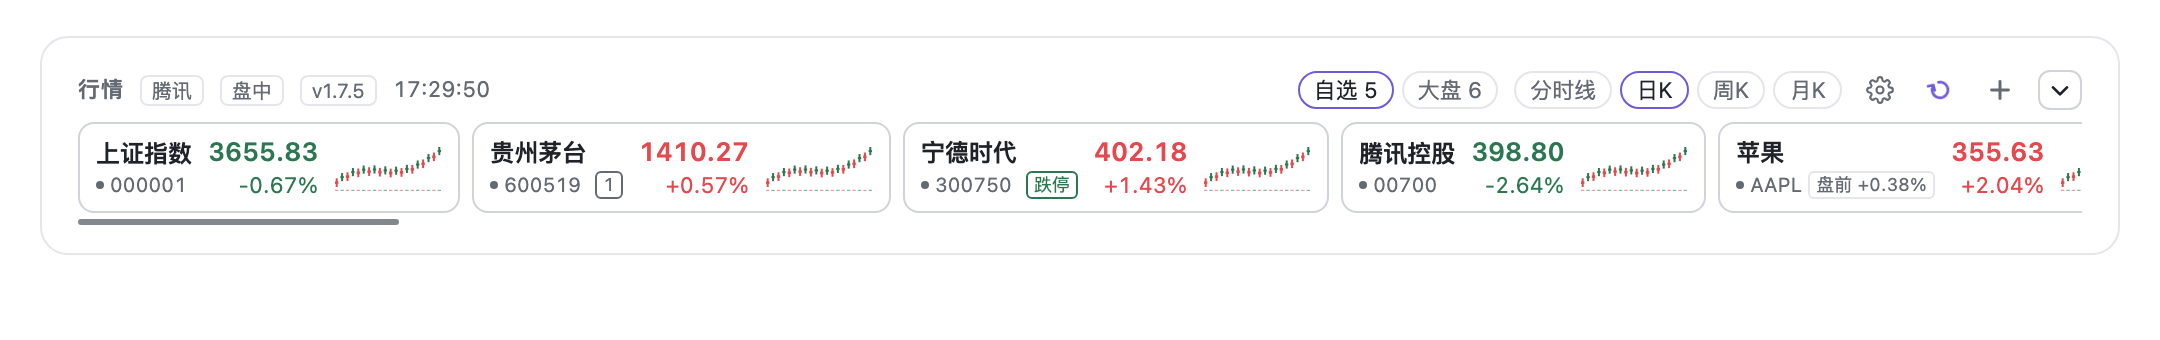 行情 腾讯 盘中 v1.7.5 17:29:50 自选 5 大盘 6 分时线 日K 周K 月K
上证指数 3655.83 贵州茅台 1410.27 宁德时代 402.18 腾讯控股 398.80 苹果 355.63
000001 -0.67% 600519 1 +0.57% 300750 跌停 +1.43% 00700 -2.64% AAPL 盘前 +0.38% +2.04%